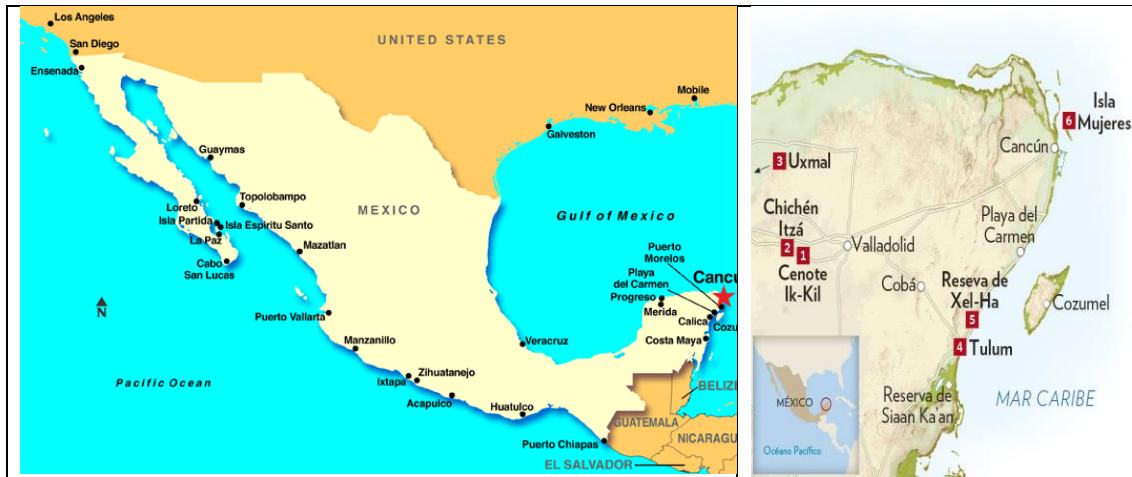 Los Angeles
San Diego
Ensenada
UNITED STATES
Mobile
New Orleans
Galveston
Guaymas
Topolobampo
Loreto
Isla Partida
Isla Espiritu Santo
La Paz
Cabo
San Lucas
MEXICO
Mazatlan
Gulf of Mexico
Puerto
Morelos
Cancu
Playa
del Carmen
Progreso
Merida
Calica
Cozu
Costa Maya
N
Puerto Vallarta
Manzanillo
Veracruz
Pacific Ocean
Zihuatanejo
Ixtapa
Acapulco
Huatulco
BELIZE
GUATEMALA
NICARAGU
Puerto Chiapas
EL SALVADOR
6
Isla
Mujeres
Cancún
3 Uxmal
Chichén
Itzá
2
1
Cenote
Ik-Kil
Valladolid
Playa del
Carmen
Cobá
Reseva de
Xel-Ha
5
Cozumel
4 Tulum
Reserva de
Siaan Ka'an
MAR CARIBE
MÉXICO
Océano Pacífico